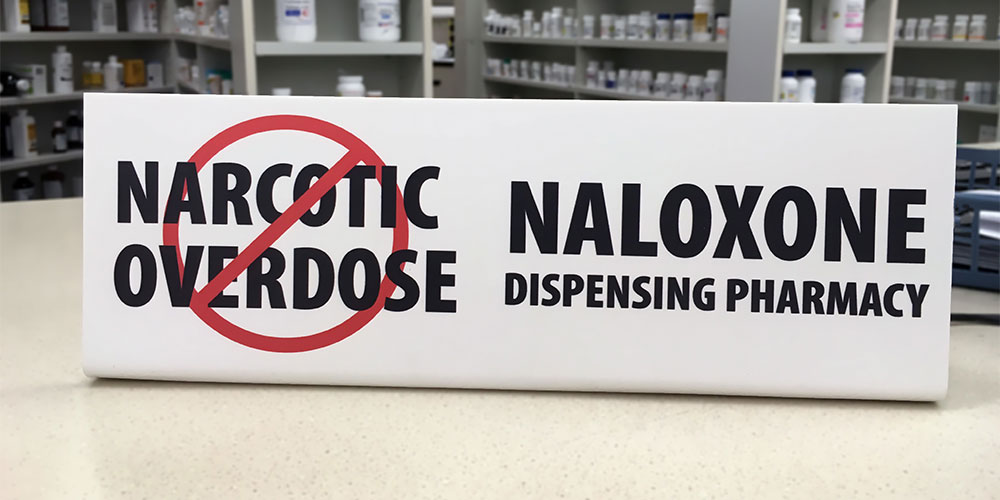 NARCOTIC
OVERDOSE
NALOXONE
DISPENSING PHARMACY